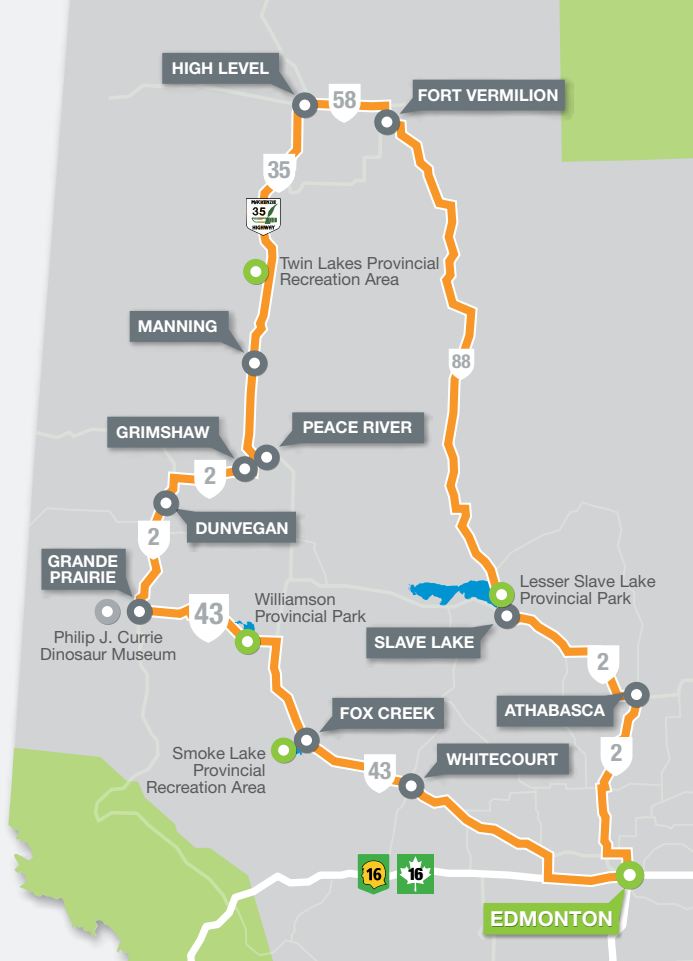 HIGH LEVEL
58
FORT VERMILION
35
MACKENZIE
35
HIGHWAY
Twin Lakes Provincial
Recreation Area
MANNING
88
GRIMSHAW
PEACE RIVER
2
DUNVEGAN
2
GRANDE
PRAIRIE
43
Williamson
Provincial Park
Lesser Slave Lake
Provincial Park
Philip J. Currie
Dinosaur Museum
SLAVE LAKE
2
ATHABASCA
FOX CREEK
2
Smoke Lake
Provincial
Recreation Area
43
WHITECOURT
16
16
EDMONTON